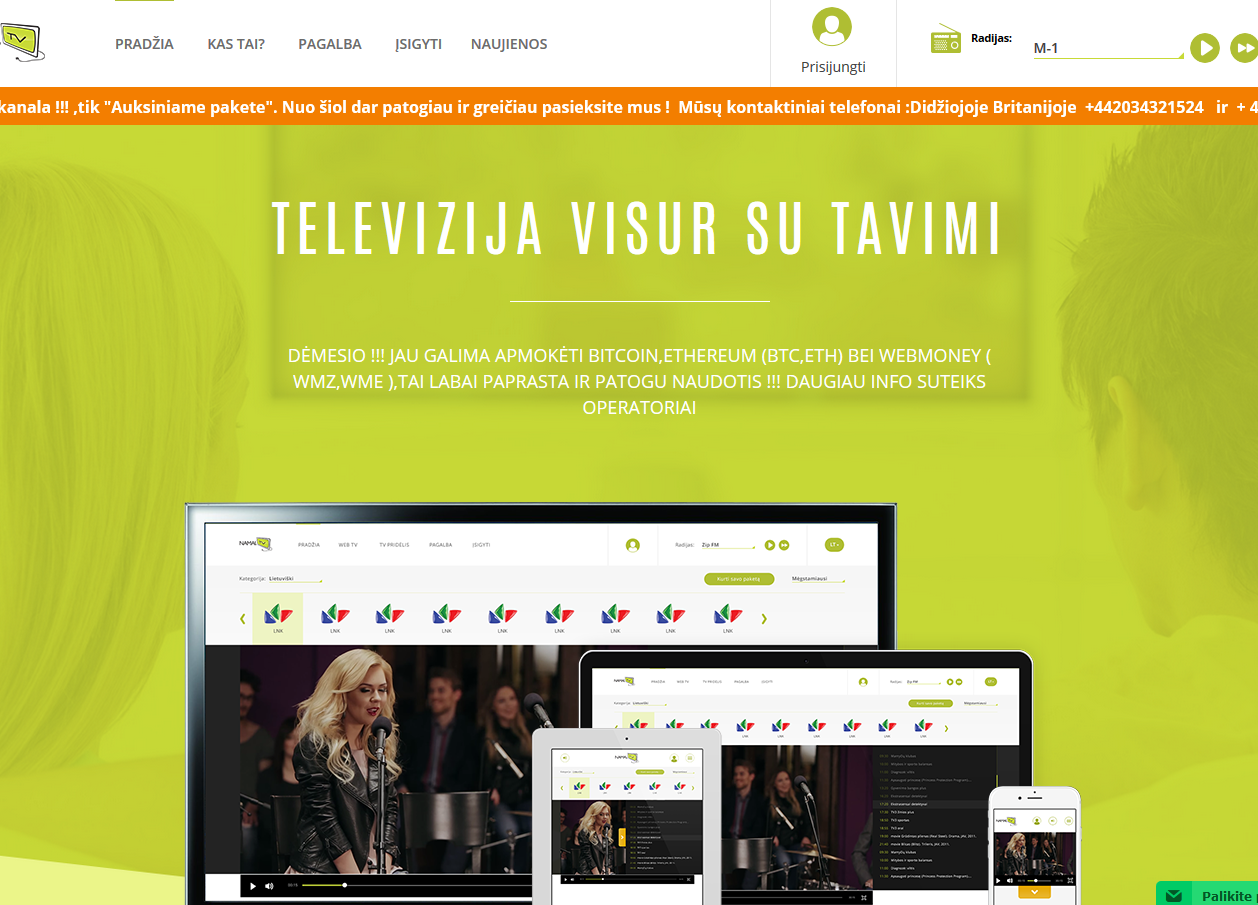 TV
PRADŽIA
KAS TAI?
PAGALBA
ĮSIGYTI
NAUJIENOS
Prisijungti
Radijas:
M-1
kanala !!! ,tik "Auksiniame pakete". Nuo šiol dar patogiau ir greičiau pasieksite mus ! Mūsų kontaktiniai telefonai :Didžiojoje Britanijoje +442034321524 ir + 4
TELEVIZIJA VISUR SU TAVIMI
DĖMESIO !!! JAU GALIMA APMOKĖTI BITCOIN,ETHEREUM (BTC,ETH) BEI WEBMONEY (
WMZ,WME ),TAI LABAI PAPRASTA IR PATOGU NAUDOTIS !!! DAUGIAU INFO SUTEIKS
OPERATORIAI
NAMAI TV
PRADŽIA
WEB TV
TV PRIDĖLIS
PAGALBA
ĮSIGYTI
Radijas:
Zip FM
LT
Kategorija: Lietuviški
Kurti savo paketą
Mėgstamiausi
LNK
LNK
LNK
LNK
LNK
LNK
LNK
LNK
LNK
Palikite